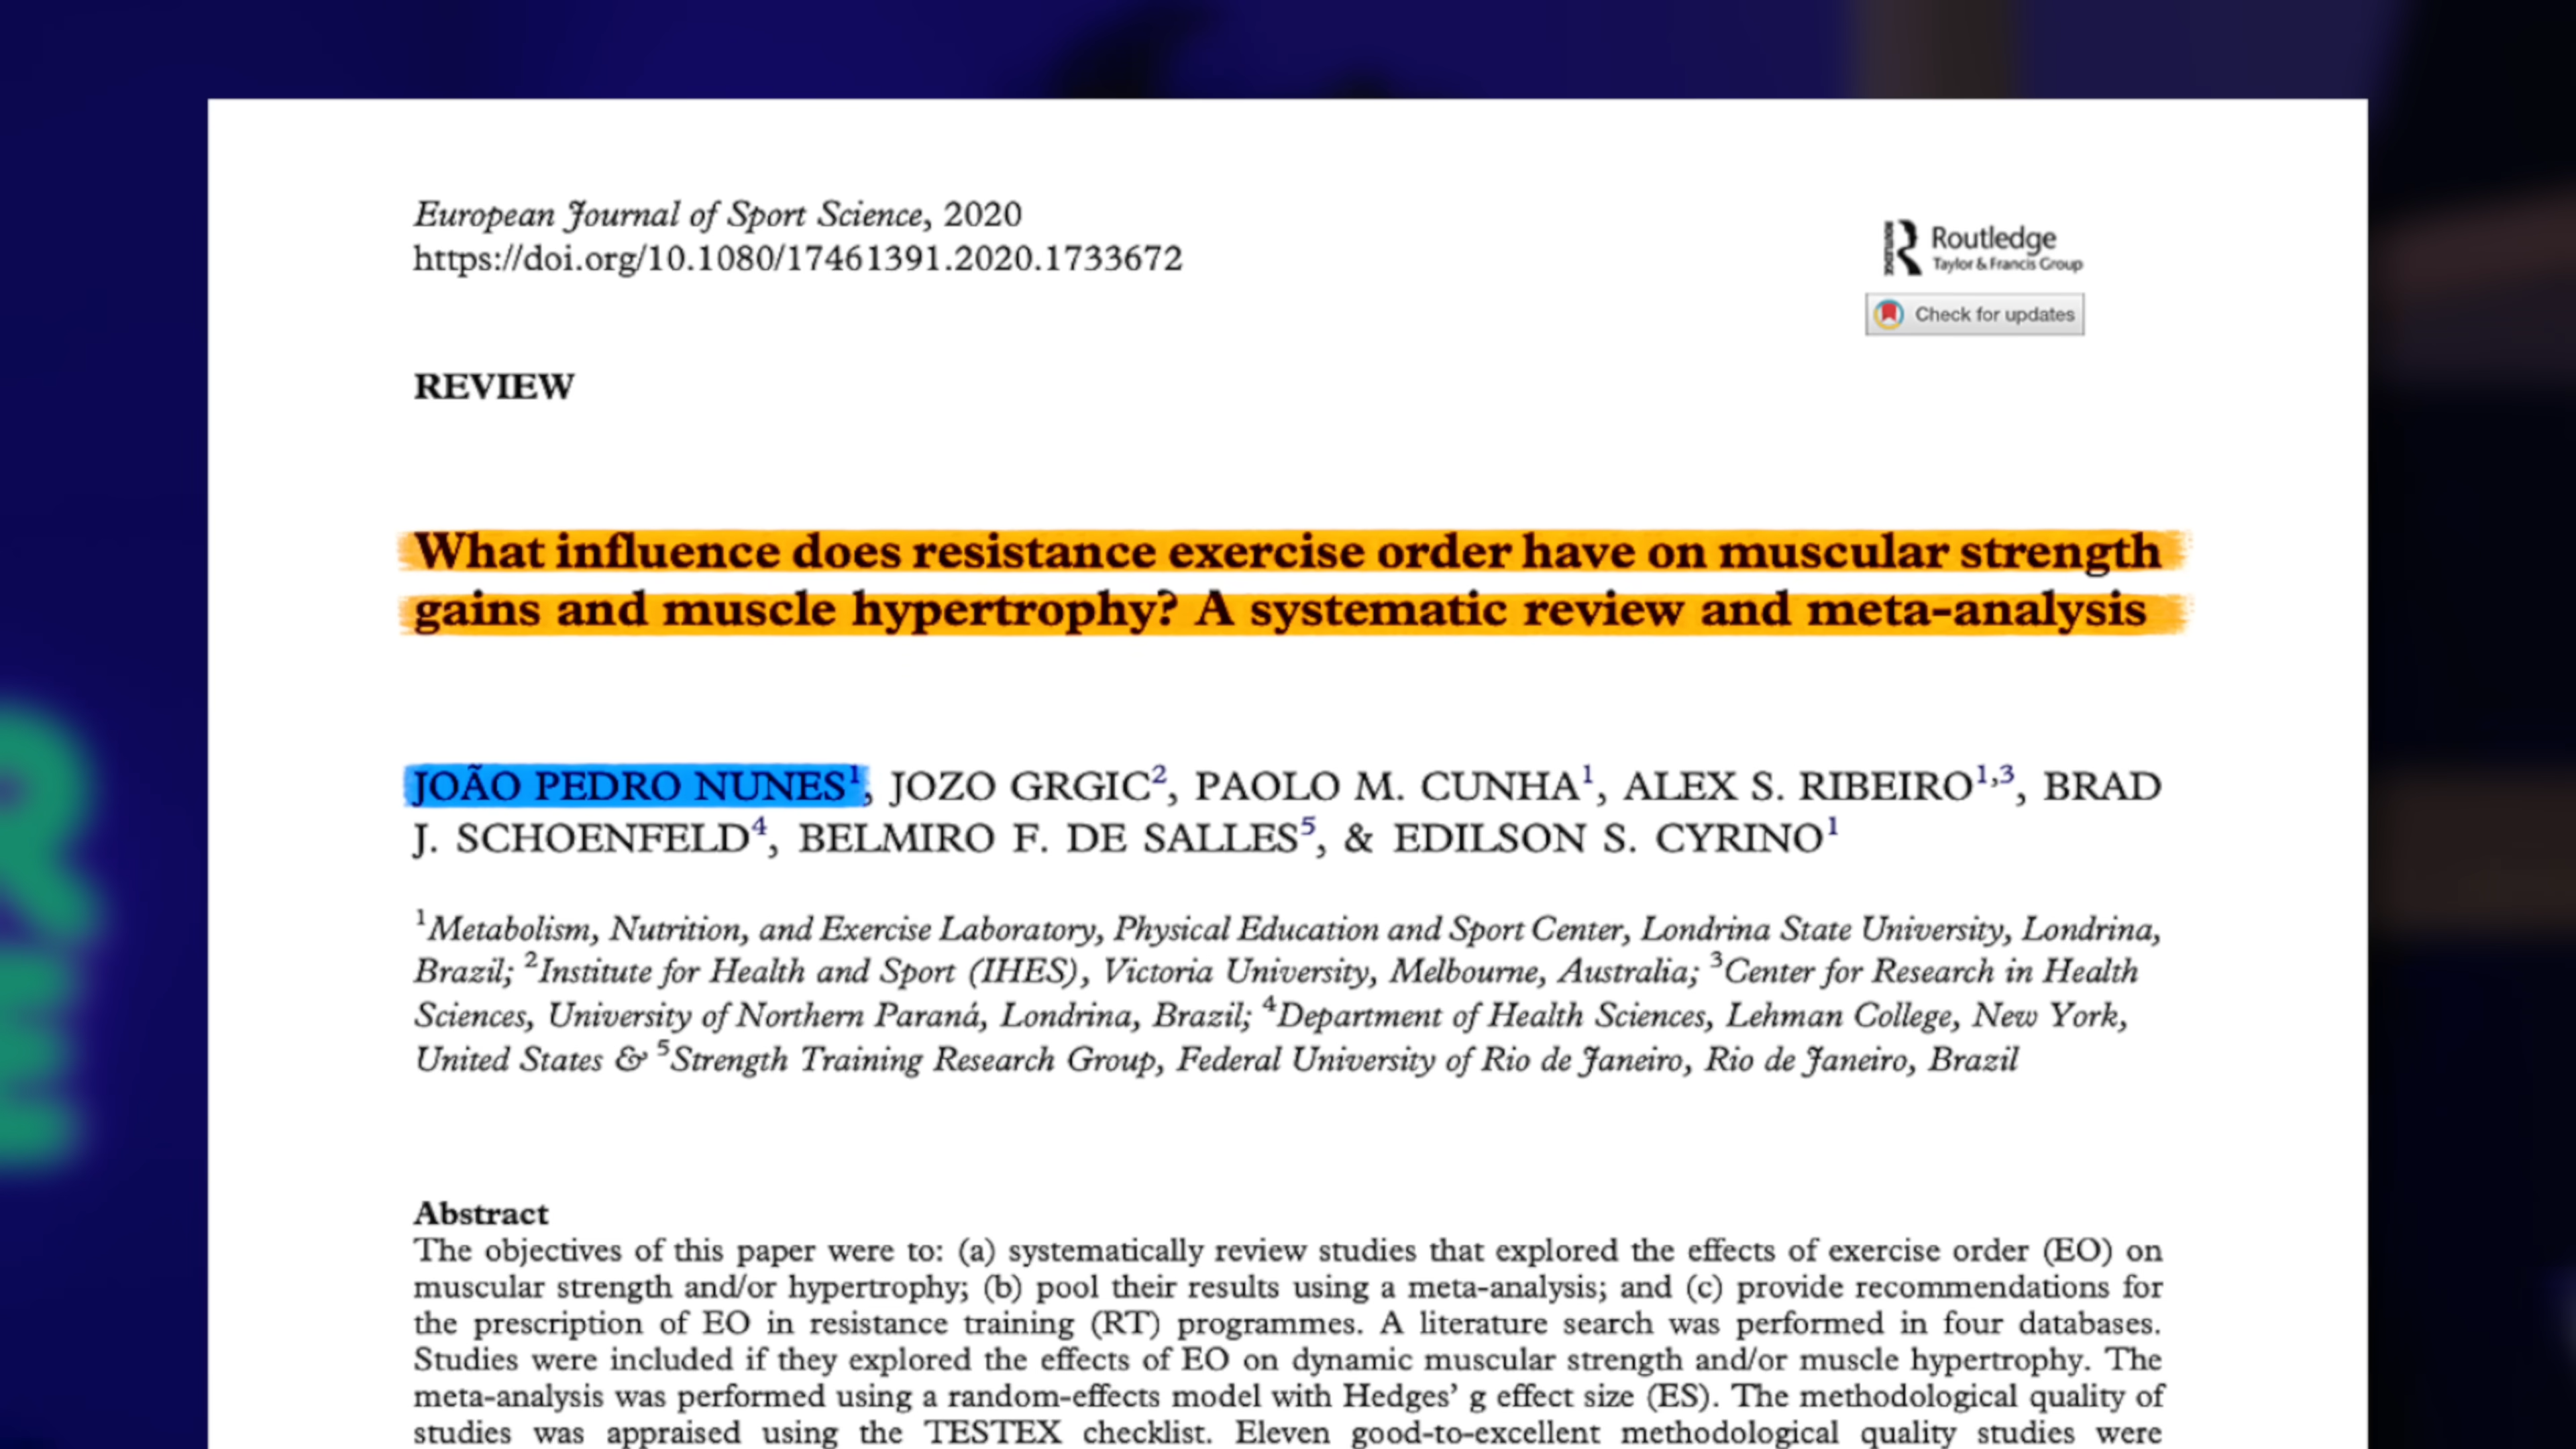 European Journal of Sport Science, 2020
https://doi.org/10.1080/17461391.2020.1733672
ROUTLEDGE
Routledge
Taylor & Francis Group
Check for updates
REVIEW
What influence does resistance exercise order have on muscular strength
gains and muscle hypertrophy? A systematic review and meta-analysis
JOÃO PEDRO NUNES1, JOZO GRGIC2, PAOLO M. CUNHA1, ALEX S. RIBEIRO1,3, BRAD
J. SCHOENFELD4, BELMIRO F. DE SALLES5, & EDILSON S. CYRINO1
1Metabolism, Nutrition, and Exercise Laboratory, Physical Education and Sport Center, Londrina State University, Londrina,
Brazil; 2Institute for Health and Sport (IHES), Victoria University, Melbourne, Australia; 3Center for Research in Health
Sciences, University of Northern Paraná, Londrina, Brazil; 4Department of Health Sciences, Lehman College, New York,
United States & 5Strength Training Research Group, Federal University of Rio de Janeiro, Rio de Janeiro, Brazil
Abstract
The objectives of this paper were to: (a) systematically review studies that explored the effects of exercise order (EO) on
muscular strength and/or hypertrophy; (b) pool their results using a meta-analysis; and (c) provide recommendations for
the prescription of EO in resistance training (RT) programmes. A literature search was performed in four databases.
Studies were included if they explored the effects of EO on dynamic muscular strength and/or muscle hypertrophy. The
meta-analysis was performed using a random-effects model with Hedges' g effect size (ES). The methodological quality of
studies was appraised using the TESTEX checklist. Eleven good-to-excellent methodological quality studies were